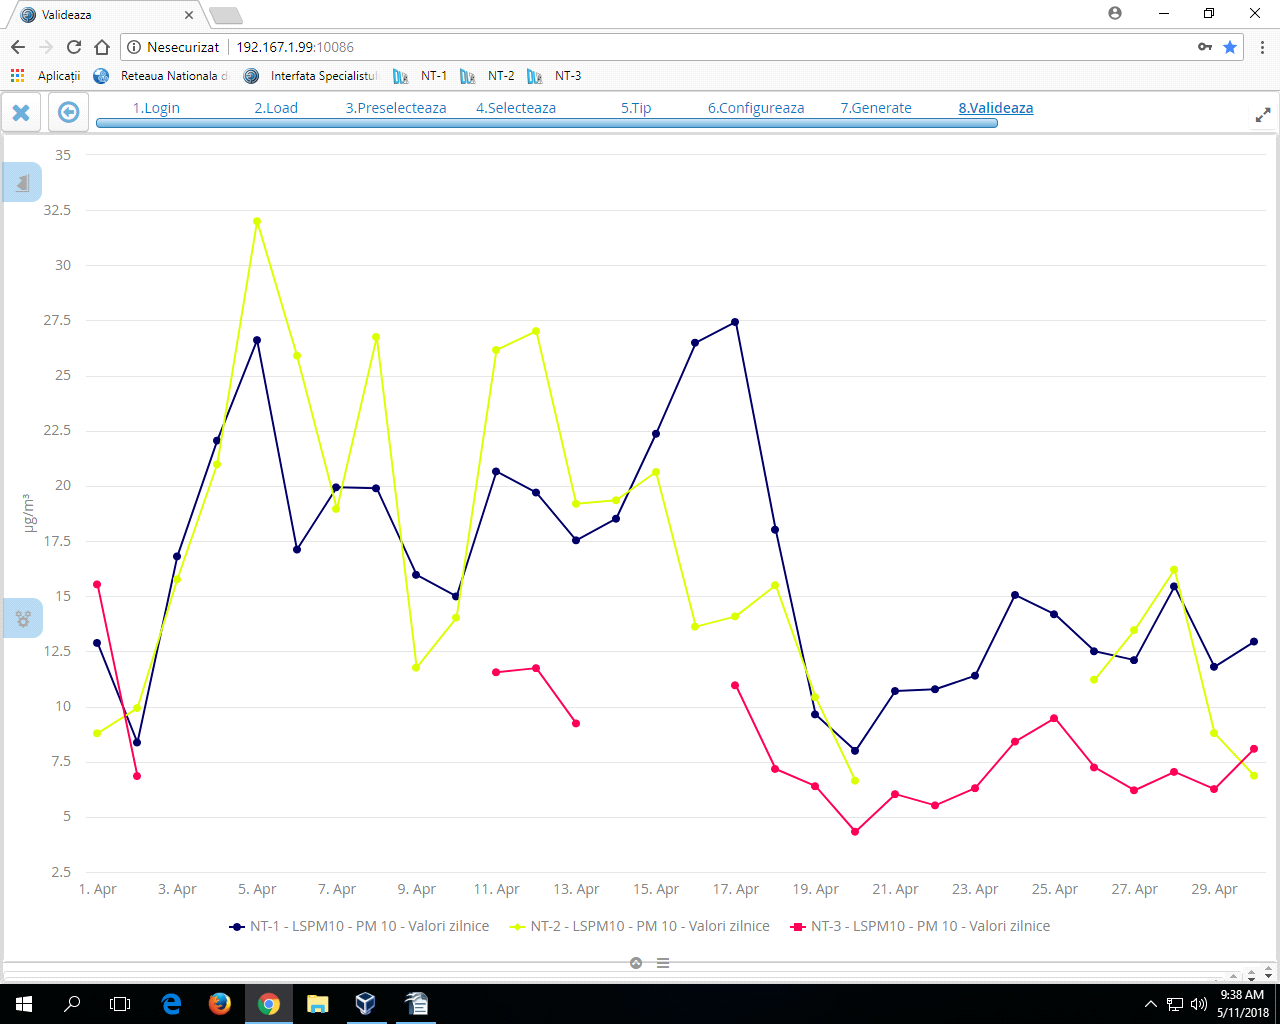 Valideaza
Nesecurizat 192.167.1.99:10086
Aplicații Reteaua Nationala d Interfata Specialistului NT-1 NT-2 NT-3
1.Login 2.Load 3.Preselecteaza 4.Selecteaza 5.Tip 6.Configureaza 7.Generate 8.Valideaza
35
32.5
30
27.5
25
22.5
20
17.5
15
12.5
10
7.5
5
2.5
µg/m³
1. Apr 3. Apr 5. Apr 7. Apr 9. Apr 11. Apr 13. Apr 15. Apr 17. Apr 19. Apr 21. Apr 23. Apr 25. Apr 27. Apr 29. Apr
NT-1 - LSPM10 - PM 10 - Valori zilnice NT-2 - LSPM10 - PM 10 - Valori zilnice NT-3 - LSPM10 - PM 10 - Valori zilnice
9:38 AM
5/11/2018